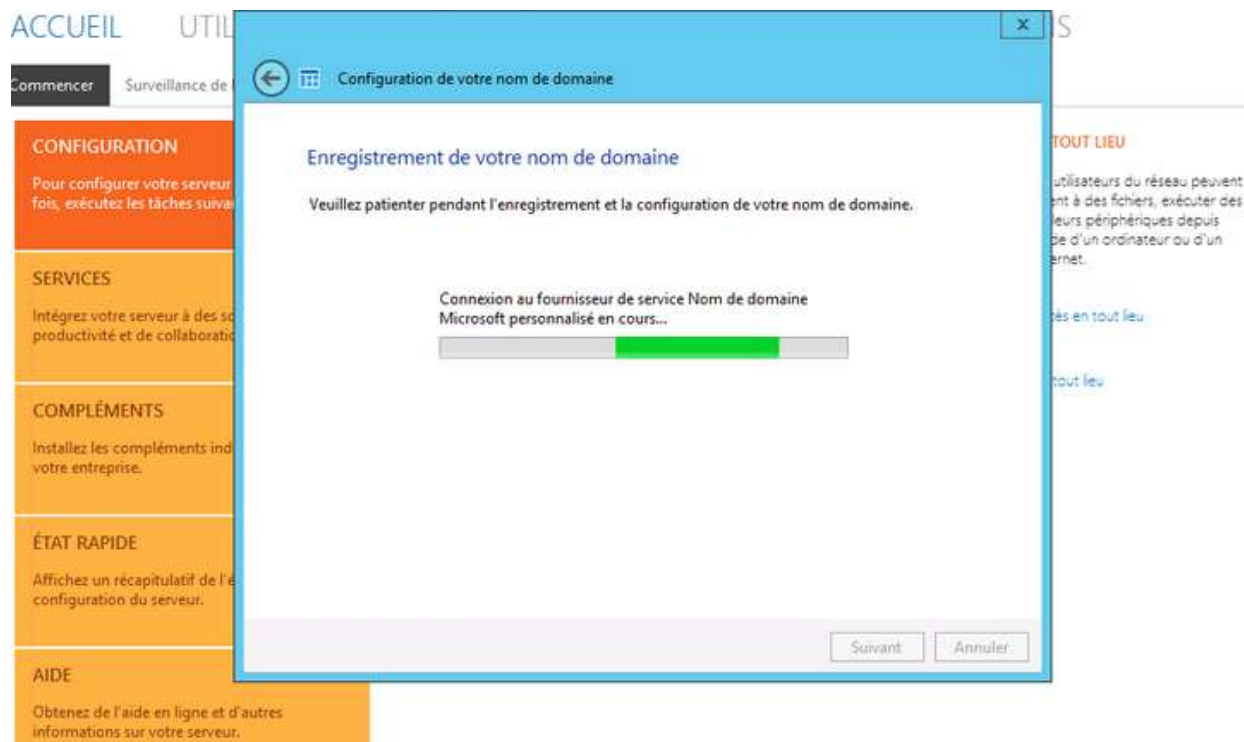 ACCUEIL UTIL S
Commencer Surveillance de l
Configuration de votre nom de domaine
x
CONFIGURATION
Pour configurer votre serveur
fois, exécutez les tâches suiva
SERVICES
Intégrez votre serveur à des so
productivité et de collaboratio
COMPLÉMENTS
Installez les compléments ind
votre entreprise.
ÉTAT RAPIDE
Affichez un récapitulatif de l'é
configuration du serveur.
AIDE
Obtenez de l'aide en ligne et d'autres
informations sur votre serveur.
Enregistrement de votre nom de domaine
Veuillez patienter pendant l'enregistrement et la configuration de votre nom de domaine.
Connexion au fournisseur de service Nom de domaine
Microsoft personnalisé en cours...
Suivant Annuler
TOUT LIEU
utilisateurs du réseau peuvent
ent à des fichiers, exécuter des
leurs périphériques depuis
de d'un ordinateur ou d'un
ernet.
ès en tout lieu
tout lieu